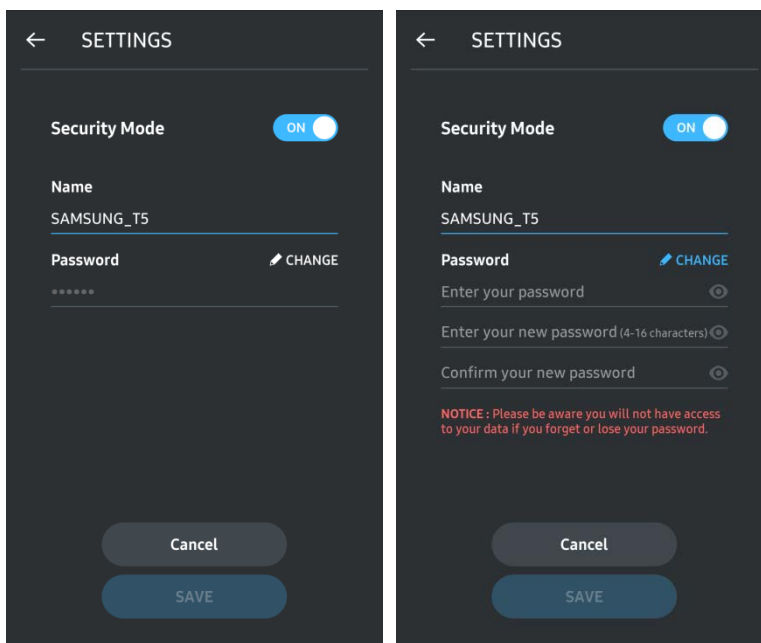 SETTINGS
Security Mode
ON
Name
SAMSUNG_T5
Password
CHANGE
••••••
Cancel
SAVE
SETTINGS
Security Mode
ON
Name
SAMSUNG_T5
Password
CHANGE
Enter your password
Enter your new password (4-16 characters)
Confirm your new password
NOTICE : Please be aware you will not have access
to your data if you forget or lose your password.
Cancel
SAVE